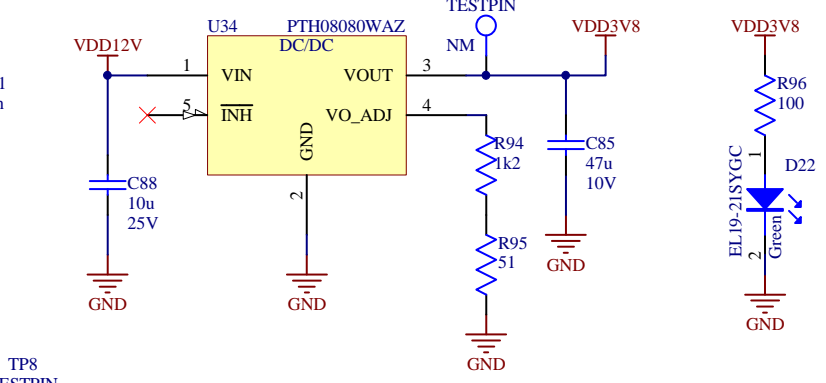 TESTPIN
U34
PTH08080WAZ
DC/DC
NM
VDD3V8
VDD3V8
VDD12V
1
VIN
VOUT
3
5
INH
VO_ADJ
4
GND
2
R94
1k2
C85
47u
10V
R96
100
C88
10u
25V
R95
51
GND
GND
GND
GND
1
D22
EL19-21SYGC
Green
2
GND
TP8